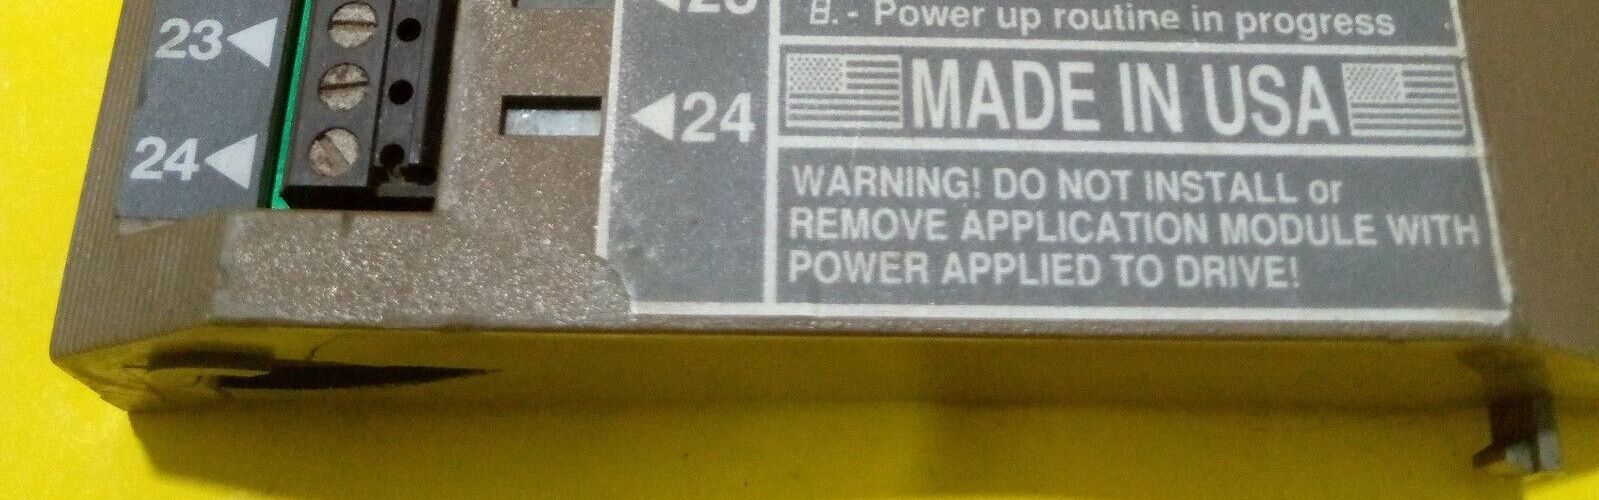 23
24
24
8. - Power up routine in progress
MADE IN USA
WARNING! DO NOT INSTALL or
REMOVE APPLICATION MODULE WITH
POWER APPLIED TO DRIVE!